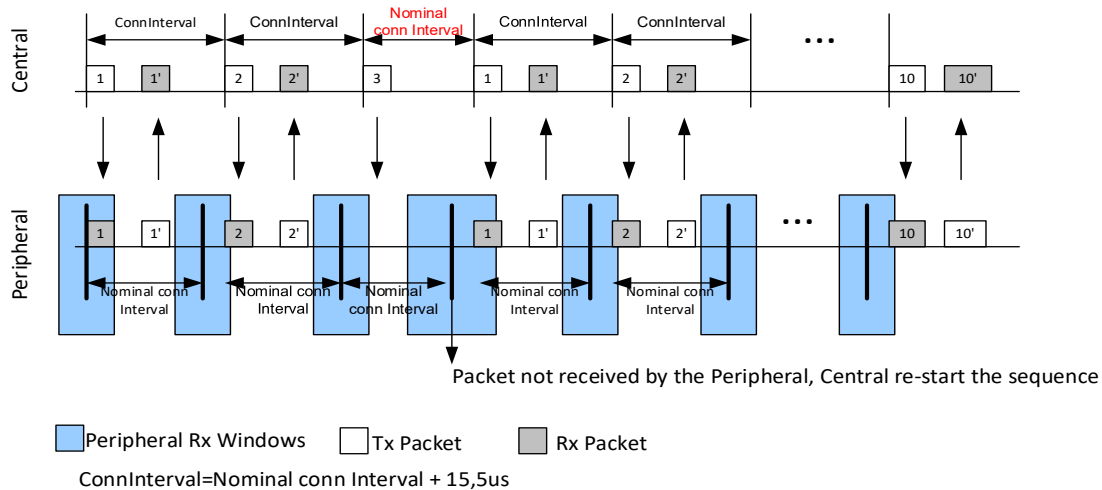 Nominal
ConnInterval ConnInterval conn Interval ConnInterval ConnInterval
...
Central
1 1' 2 2' 3 1 1' 2 2' 10 10'
Peripheral
1 1' 2 2' 1 1' 2 2' ... 10 10'
Nominal conn Nominal conn Nominal Nominal conn Nominal conn
Interval Interval conn Interval Interval Interval
Packet not received by the Peripheral, Central re-start the sequence
Peripheral Rx Windows Tx Packet Rx Packet
ConnInterval=Nominal conn Interval + 15,5us